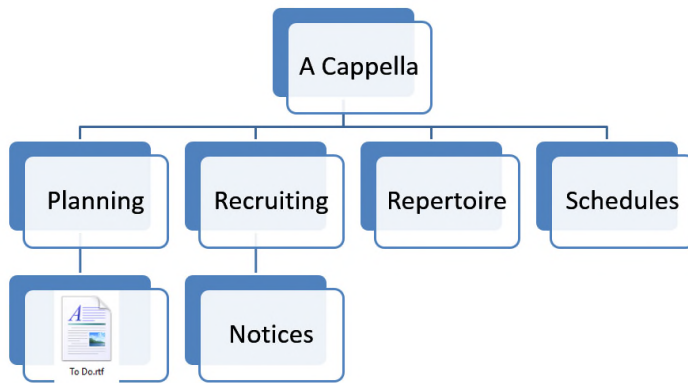 A Cappella
Planning
Recruiting
Repertoire
Schedules
A
To Do.rtf
Notices